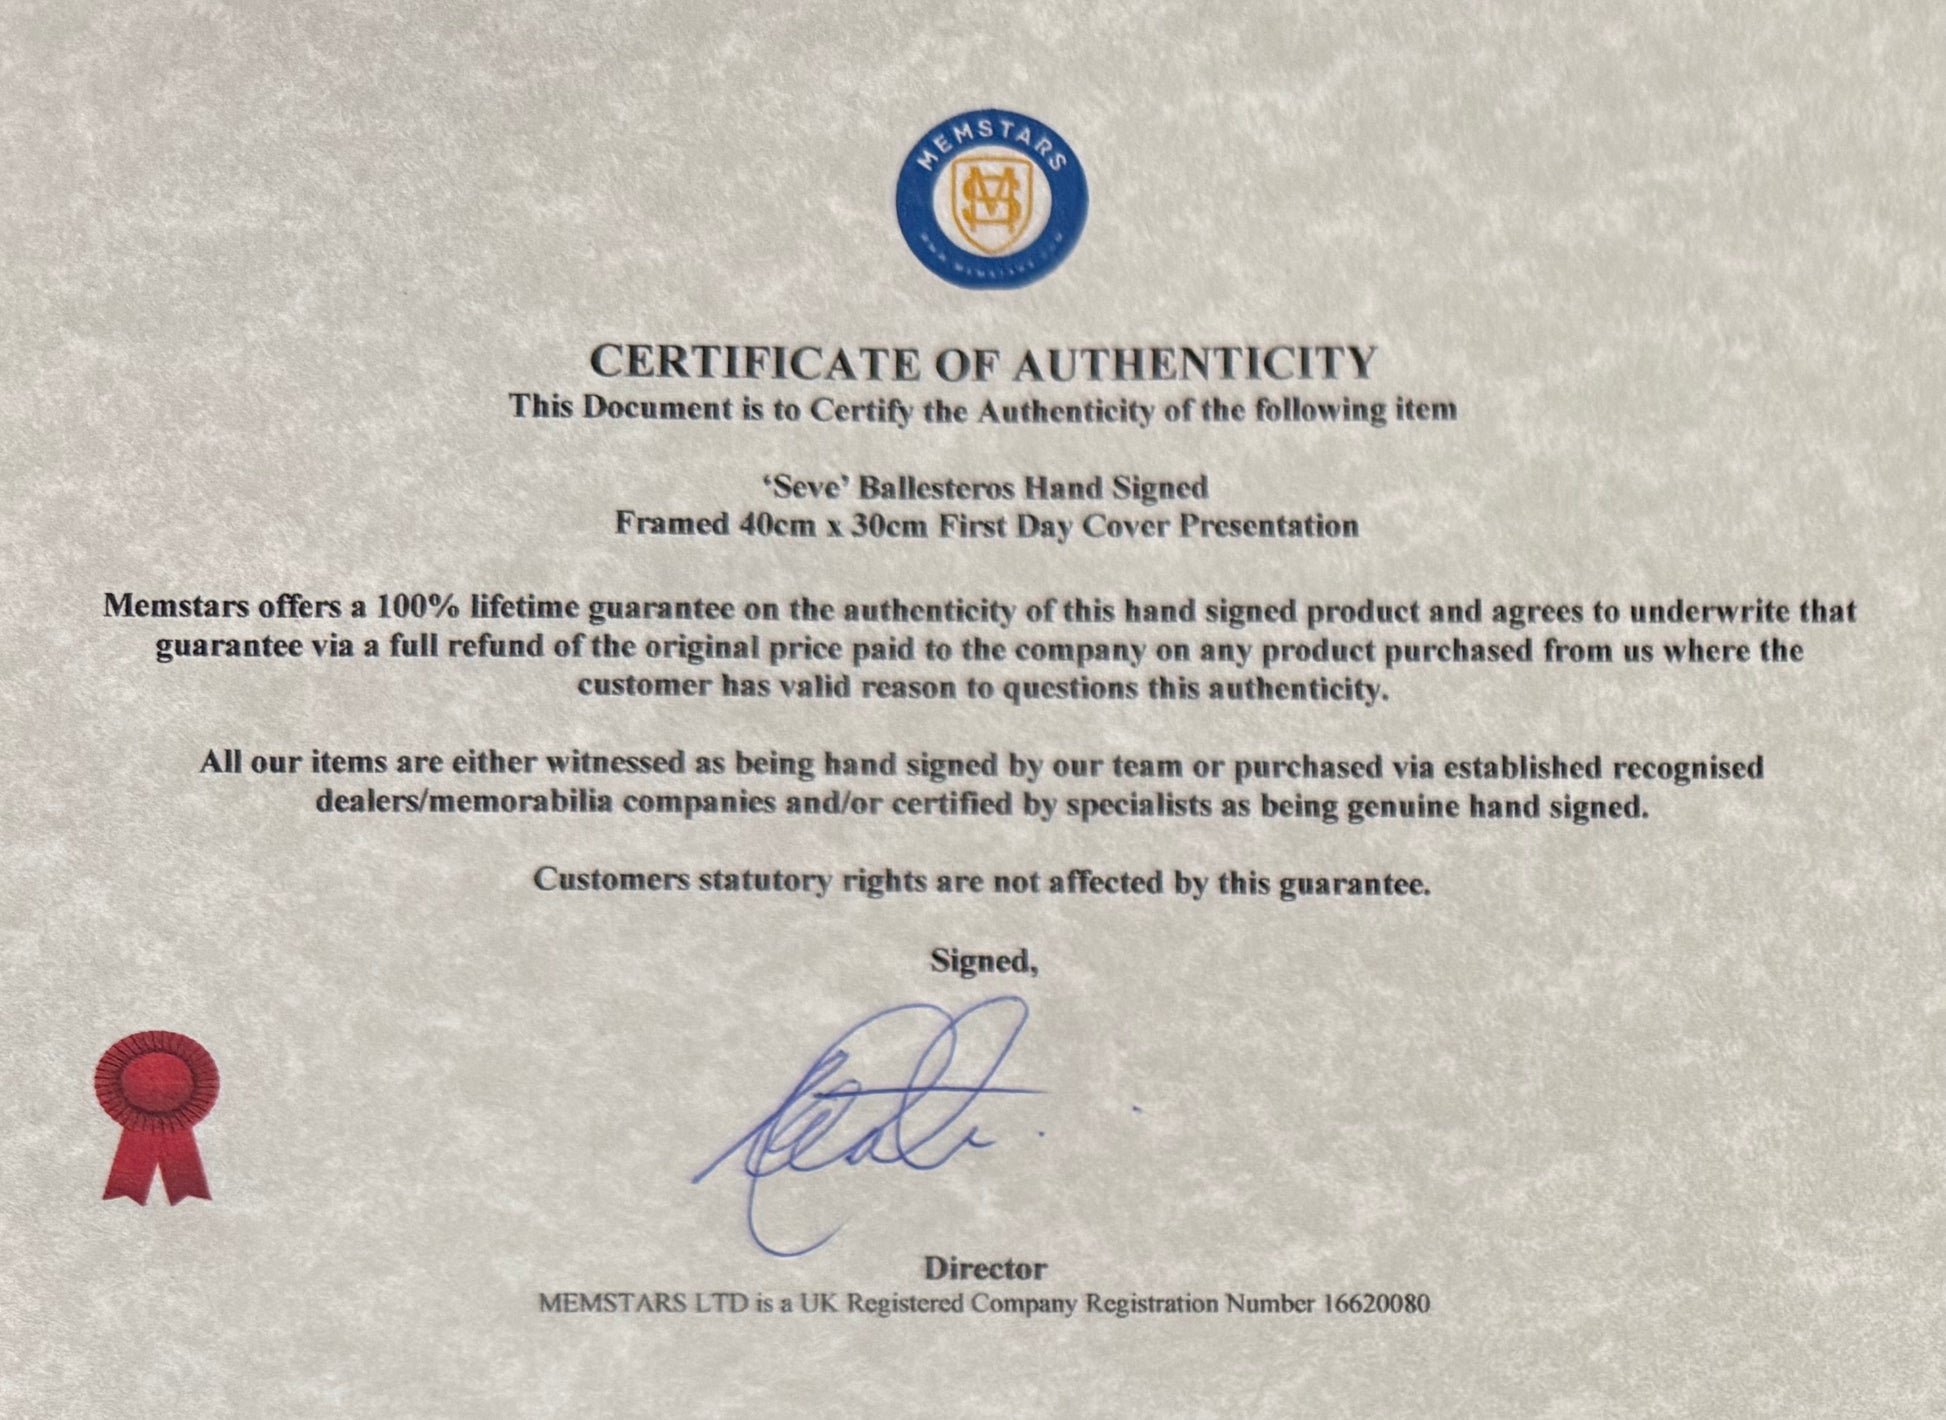 MEMSTARS
MS
WWW.MEMSTARS.COM
CERTIFICATE OF AUTHENTICITY
This Document is to Certify the Authenticity of the following item
‘Seve’ Ballesteros Hand Signed
Framed 40cm x 30cm First Day Cover Presentation
Memstars offers a 100% lifetime guarantee on the authenticity of this hand signed product and agrees to underwrite that
guarantee via a full refund of the original price paid to the company on any product purchased from us where the
customer has valid reason to questions this authenticity.
All our items are either witnessed as being hand signed by our team or purchased via established recognised
dealers/memorabilia companies and/or certified by specialists as being genuine hand signed.
Customers statutory rights are not affected by this guarantee.
Signed,
Director
MEMSTARS LTD is a UK Registered Company Registration Number 16620080